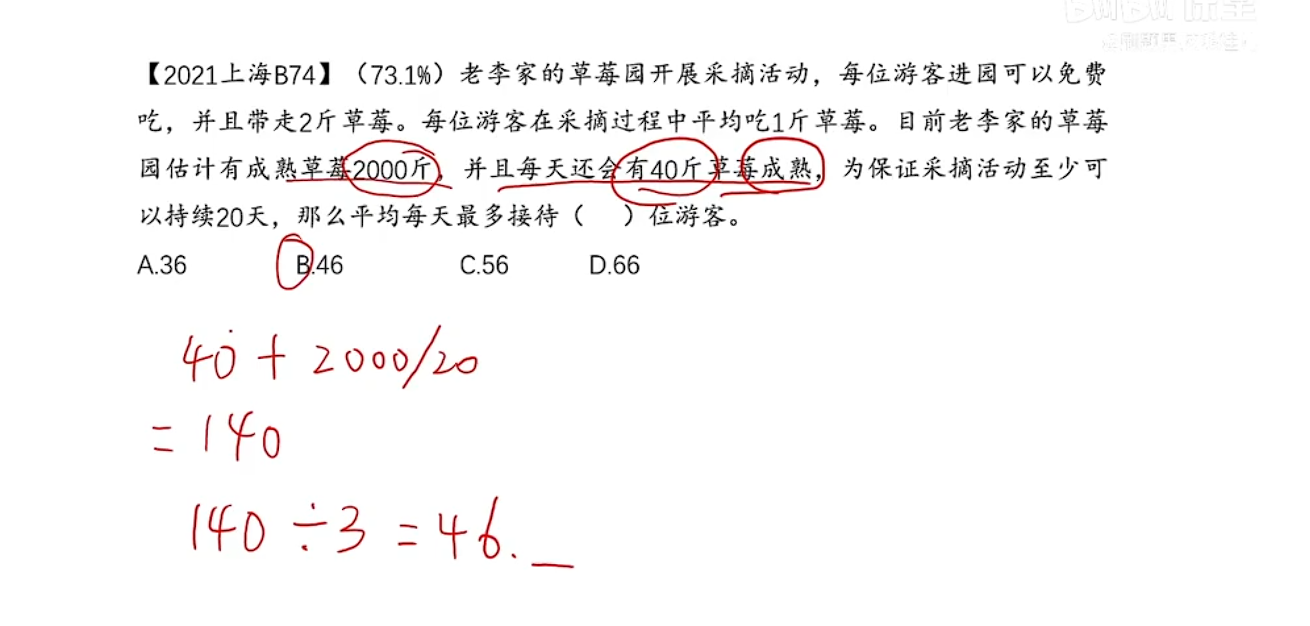 【2021上海B74】（73.1%）老李家的草莓园开展采摘活动，每位游客进园可以免费
吃，并且带走2斤草莓。每位游客在采摘过程中平均吃1斤草莓。目前老李家的草莓
园估计有成熟草莓2000斤，并且每天还会有40斤草莓成熟，为保证采摘活动至少可
以持续20天，那么平均每天最多接待（ ）位游客。
A.36 B.46 C.56 D.66
40 + 2000/20
= 140
140 ÷ 3 = 46.